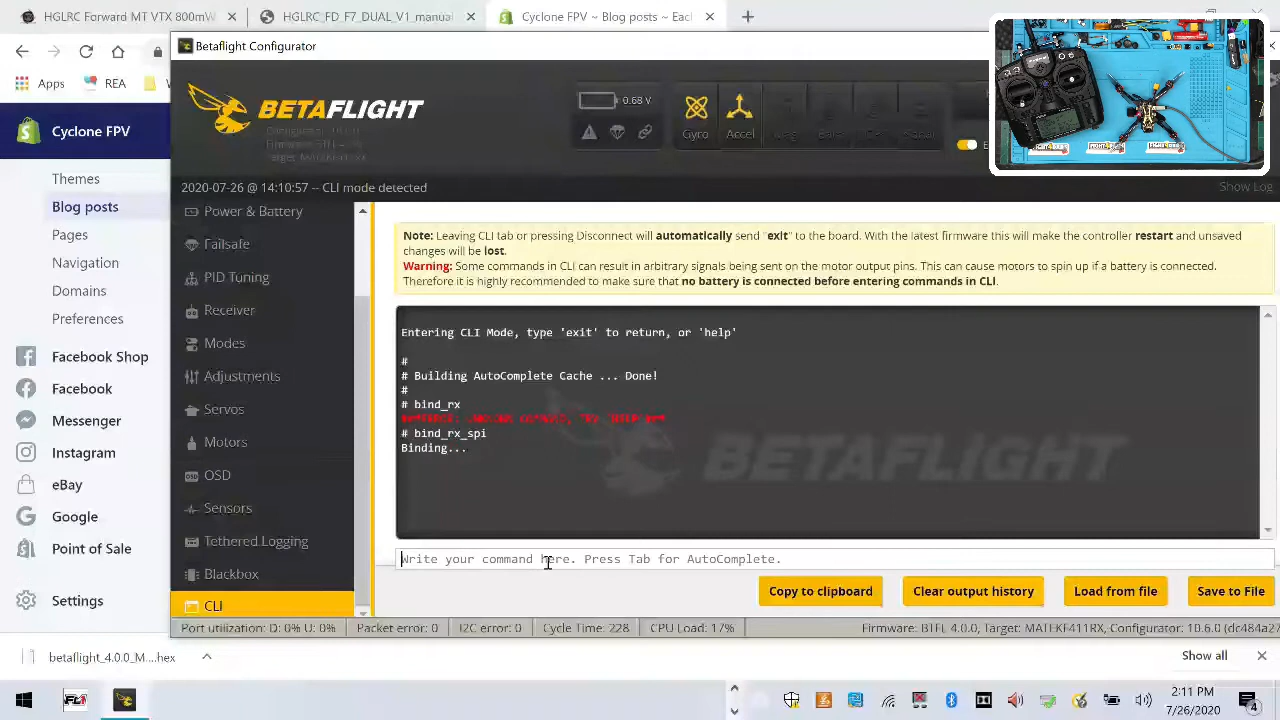 HGLRC Forward MT VTX 800mW
HGLRC_FD_F7_DUAL_V1_manual
Cyclone FPV ~ Blog posts ~ Eac
Apps
REA
Betaflight Configurator
BETAFLIGHT
0.68 V
Gyro
Accel
Cyclone FPV
Themes
Blog posts
Pages
Navigation
Domains
Preferences
Facebook Shop
Facebook
Messenger
Instagram
eBay
Google
Point of Sale
Settings
2020-07-26 @ 14:10:57 -- CLI mode detected
Show Log
Power & Battery
Failsafe
PID Tuning
Receiver
Modes
Adjustments
Servos
Motors
OSD
Sensors
Tethered Logging
Blackbox
CLI
Note: Leaving CLI tab or pressing Disconnect will automatically send "exit" to the board. With the latest firmware this will make the controller restart and unsaved
changes will be lost.
Warning: Some commands in CLI can result in arbitrary signals being sent on the motor output pins. This can cause motors to spin up if a battery is connected.
Therefore it is highly recommended to make sure that no battery is connected before entering commands in CLI.
Entering CLI Mode, type 'exit' to return, or 'help'
#
# Building AutoComplete Cache ... Done!
#
# bind_rx
# bind_rx_spi
Binding...
BETAFLIGHT
Write your command here. Press Tab for AutoComplete.
Copy to clipboard
Clear output history
Load from file
Save to File
Port utilization: D: 0% U: 0%
Packet error: 0
I2C error: 0
Cycle Time: 228
CPU Load: 17%
Firmware: BTFL 4.0.0, Target: MATEKF411RX, Configurator: 10.6.0 (dc484a27
betaflight_4.0.0_M....hex
Show all
2:11 PM
7/26/2020
4